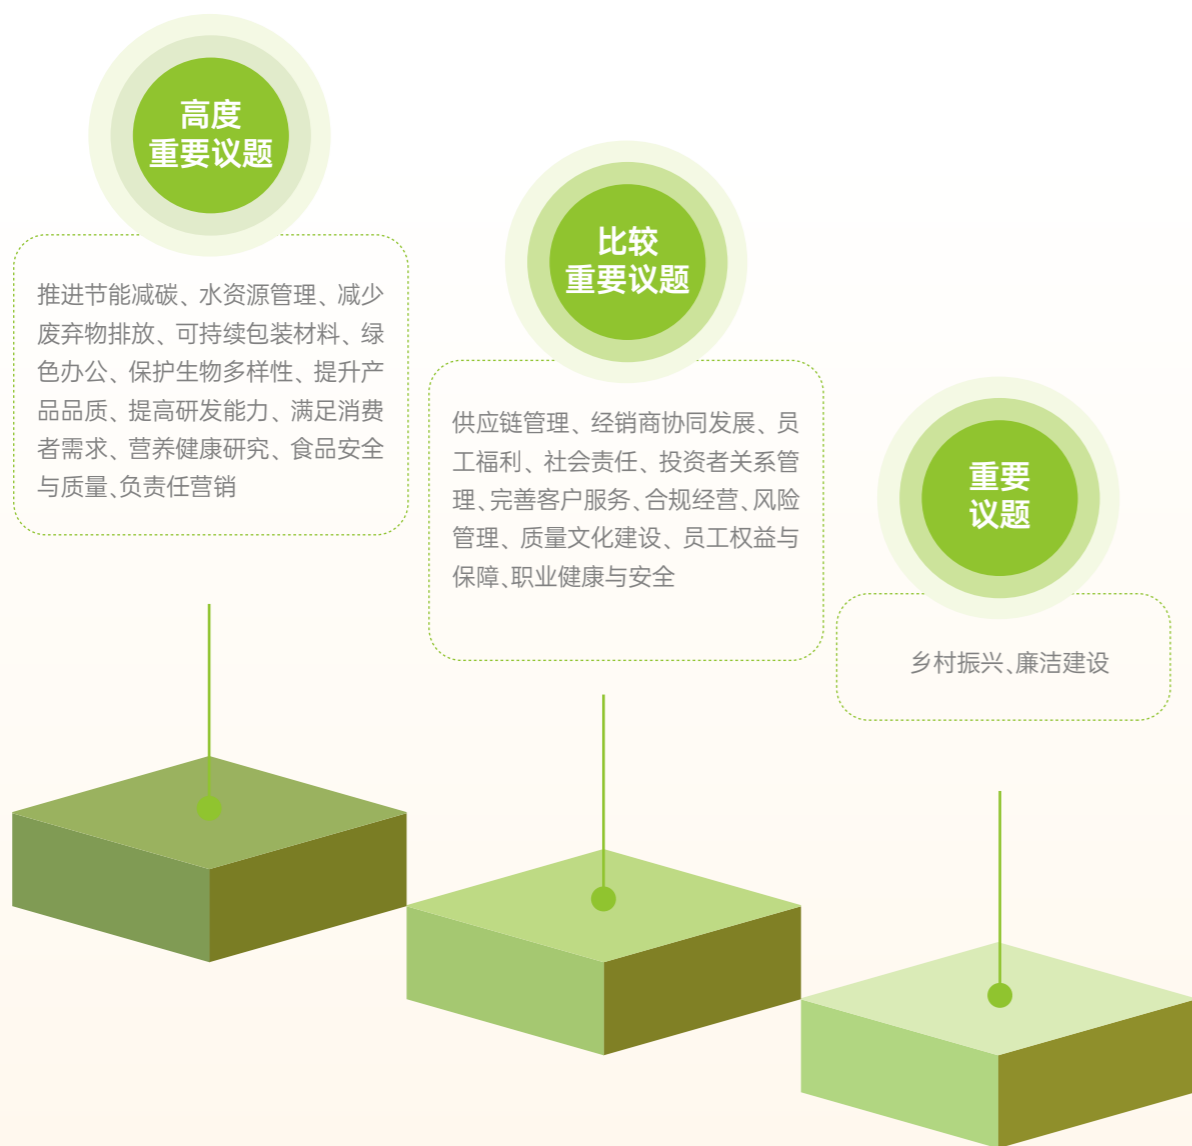 高度
重要议题
推进节能减碳、水资源管理、减少
废弃物排放、可持续包装材料、绿
色办公、保护生物多样性、提升产
品品质、提高研发能力、满足消费
者需求、营养健康研究、食品安全
与质量、负责任营销
比较
重要议题
供应链管理、经销商协同发展、员
工福利、社会责任、投资者关系管
理、完善客户服务、合规经营、风险
管理、质量文化建设、员工权益与
保障、职业健康与安全
重要
议题
乡村振兴、廉洁建设